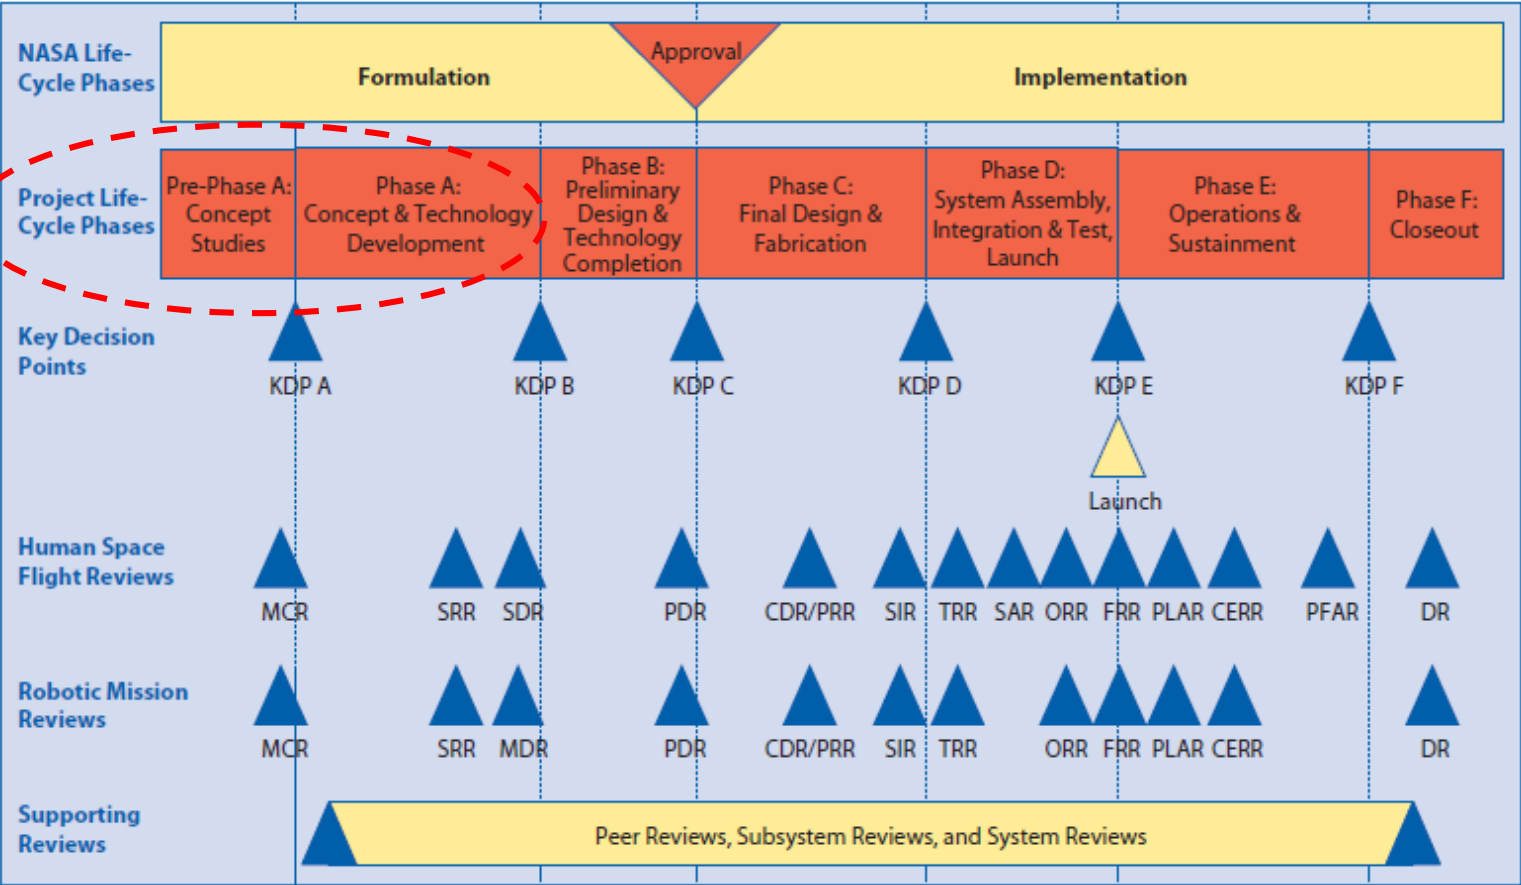 NASA Life-
Cycle Phases
Formulation
Approval
Implementation
Project Life-
Cycle Phases
Pre-Phase A:
Concept
Studies
Phase A:
Concept & Technology
Development
Phase B:
Preliminary
Design &
Technology
Completion
Phase C:
Final Design &
Fabrication
Phase D:
System Assembly,
Integration & Test,
Launch
Phase E:
Operations &
Sustainment
Phase F:
Closeout
Key Decision
Points
KDP A KDP B KDP C KDP D KDP E KDP F
Launch
Human Space
Flight Reviews
MCR SRR SDR PDR CDR/PRR SIR TRR SAR ORR FRR PLAR CERR PFAR DR
Robotic Mission
Reviews
MCR SRR MDR PDR CDR/PRR SIR TRR ORR FRR PLAR CERR DR
Supporting
Reviews
Peer Reviews, Subsystem Reviews, and System Reviews